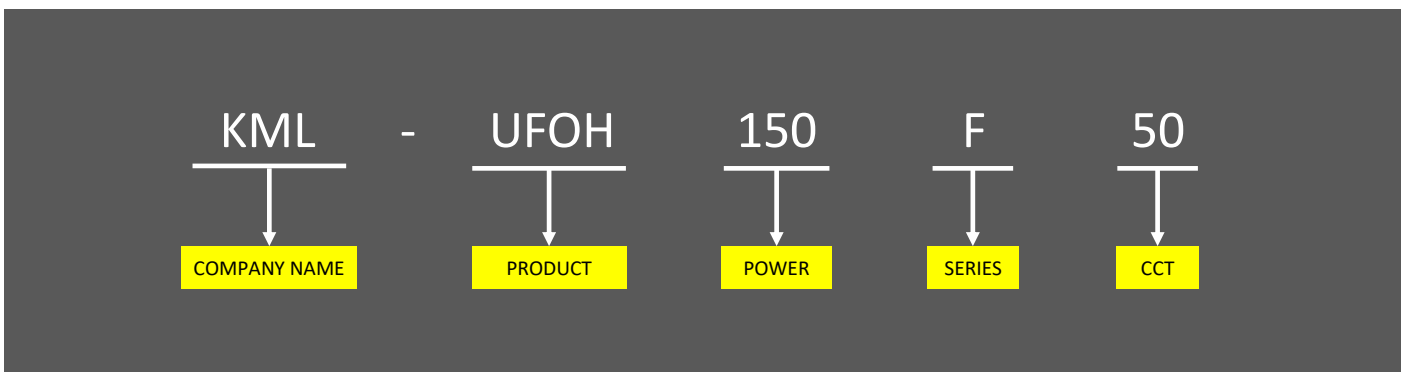 KML - UFOH 150 F 50
COMPANY NAME PRODUCT POWER SERIES CCT